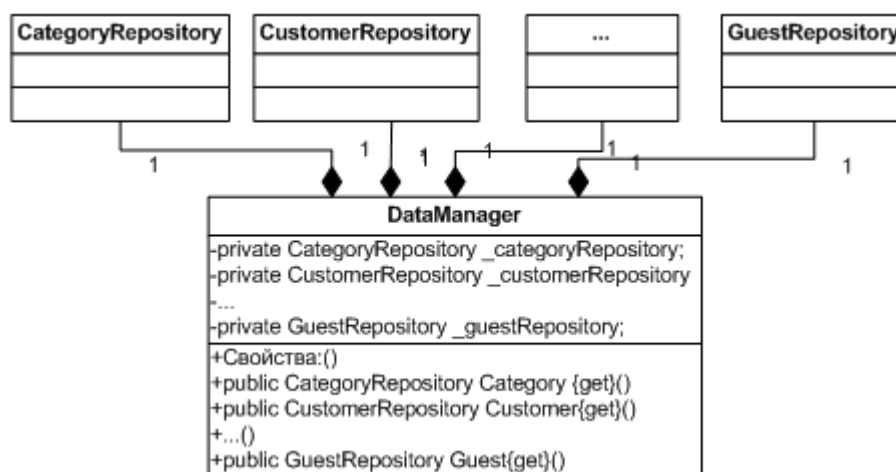 CategoryRepository
CustomerRepository
...
GuestRepository
1
1
1
1
1
1
1
1
DataManager
-private CategoryRepository _categoryRepository;
-private CustomerRepository _customerRepository
-...
-private GuestRepository _guestRepository;
+Свойства:()
+public CategoryRepository Category {get}()
+public CustomerRepository Customer{get}()
+...()
+public GuestRepository Guest{get}()